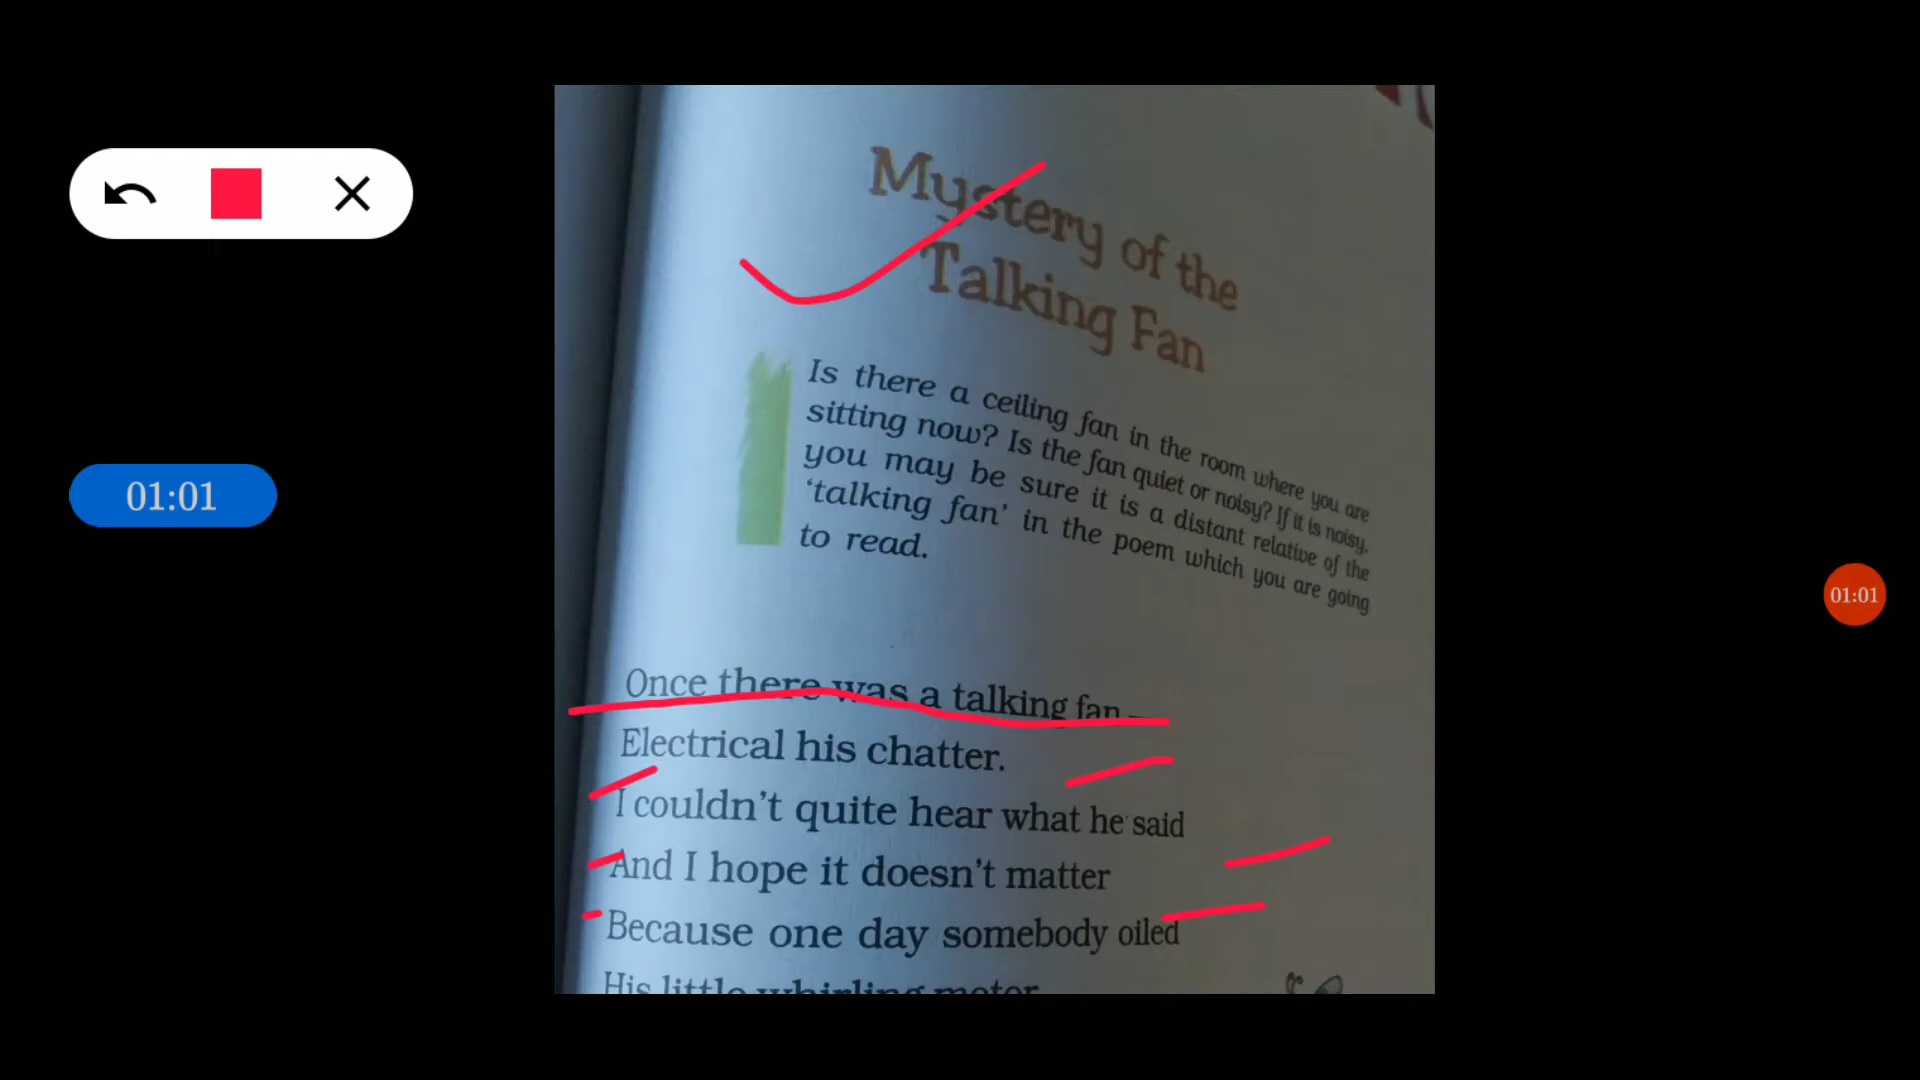 01:01
Mystery of the
Talking Fan
Is there a ceiling fan in the room where you are
sitting now? Is the fan quiet or noisy? If it is noisy,
you may be sure it is a distant relative of the
‘talking fan’ in the poem which you are going
to read.
Once there was a talking fan —
Electrical his chatter.
I couldn’t quite hear what he said
And I hope it doesn’t matter
Because one day somebody oiled
His little whirling motor
01:01